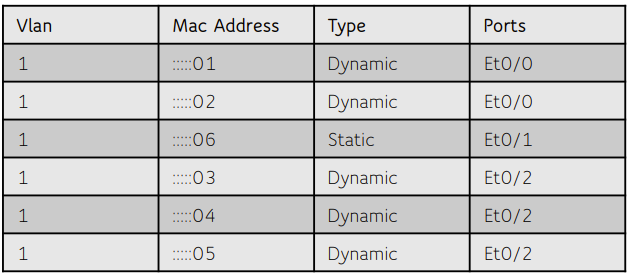 Vlan Mac Address Type Ports
1 :::::01 Dynamic Et0/0
1 :::::02 Dynamic Et0/0
1 :::::06 Static Et0/1
1 :::::03 Dynamic Et0/2
1 :::::04 Dynamic Et0/2
1 :::::05 Dynamic Et0/2